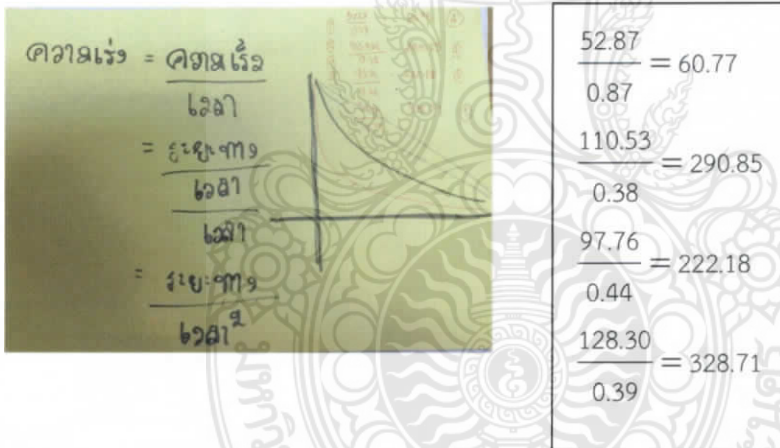 ความเร่ง = ความเร็ว
เวลา
= ระยะทาง
เวลา
เวลา
= ระยะทาง
เวลา²
52.87
0.87 = 60.77
110.53
0.38 = 290.85
97.76
0.44 = 222.18
128.30
0.39 = 328.71